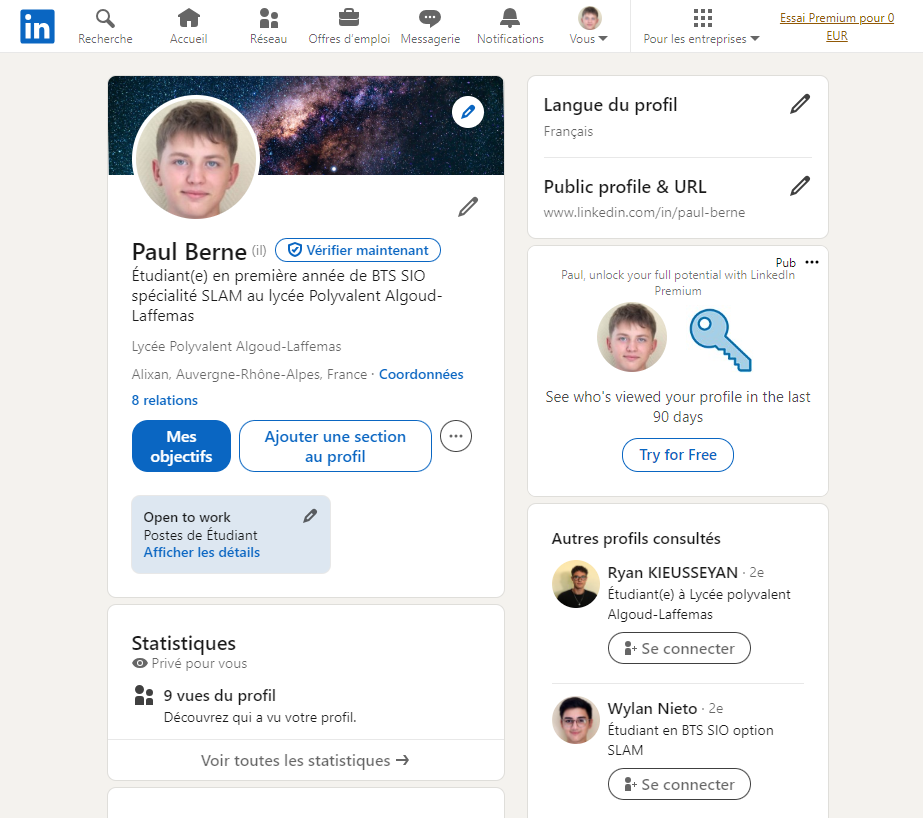 in
Recherche
Accueil
Réseau
Offres d'emploi
Messagerie
Notifications
Vous
Pour les entreprises
Essai Premium pour 0
EUR
Paul Berne (il) Vérifier maintenant
Étudiant(e) en première année de BTS SIO
spécialité SLAM au lycée Polyvalent Algoud-
Laffemas
Lycée Polyvalent Algoud-Laffemas
Alixan, Auvergne-Rhône-Alpes, France · Coordonnées
8 relations
Mes
objectifs
Ajouter une section
au profil
Open to work
Postes de Étudiant
Afficher les détails
Statistiques
Privé pour vous
9 vues du profil
Découvrez qui a vu votre profil.
Voir toutes les statistiques
Langue du profil
Français
Public profile & URL
www.linkedin.com/in/paul-berne
Pub
Paul, unlock your full potential with LinkedIn
Premium
See who's viewed your profile in the last
90 days
Try for Free
Autres profils consultés
Ryan KIEUSSEYAN · 2e
Étudiant(e) à Lycée polyvalent
Algoud-Laffemas
Se connecter
Wylan Nieto · 2e
Étudiant en BTS SIO option
SLAM
Se connecter